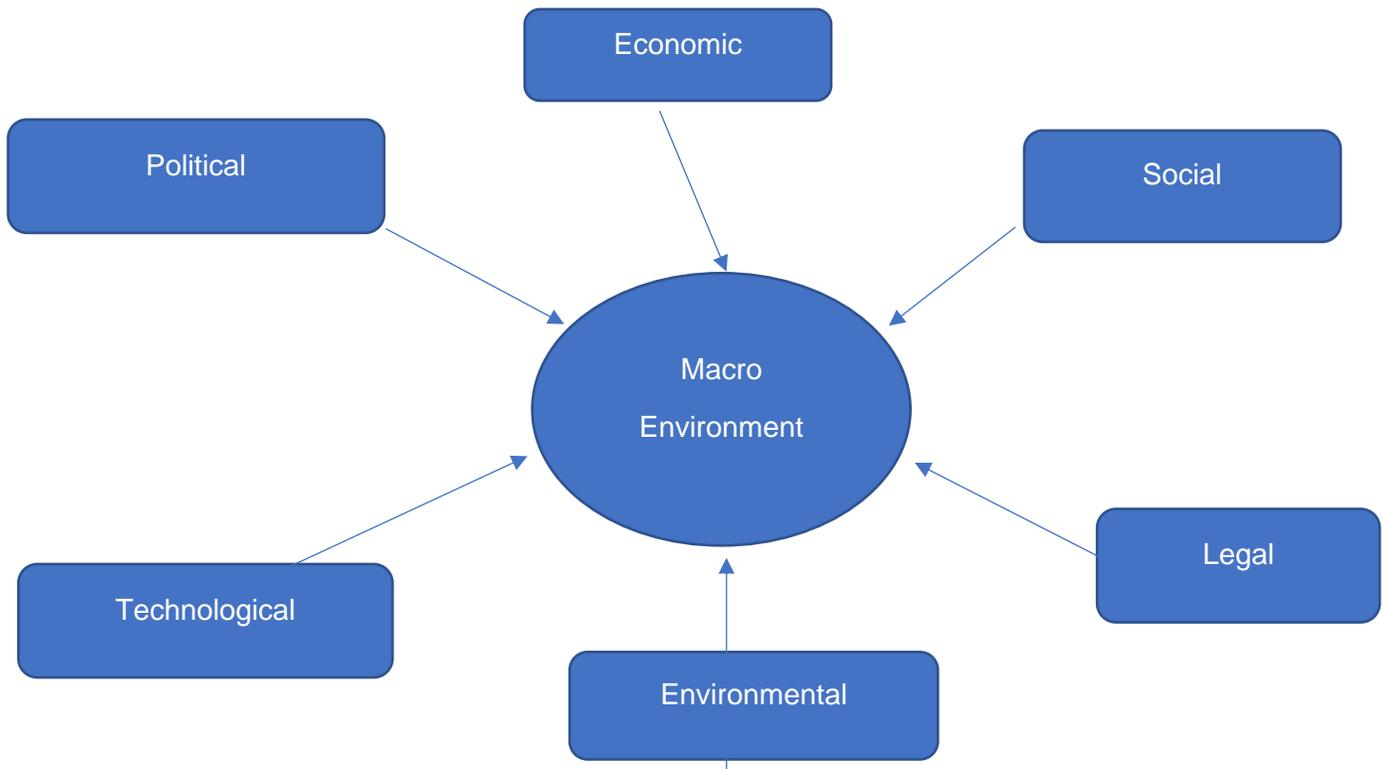 Economic
Political
Social
Macro
Environment
Legal
Technological
Environmental